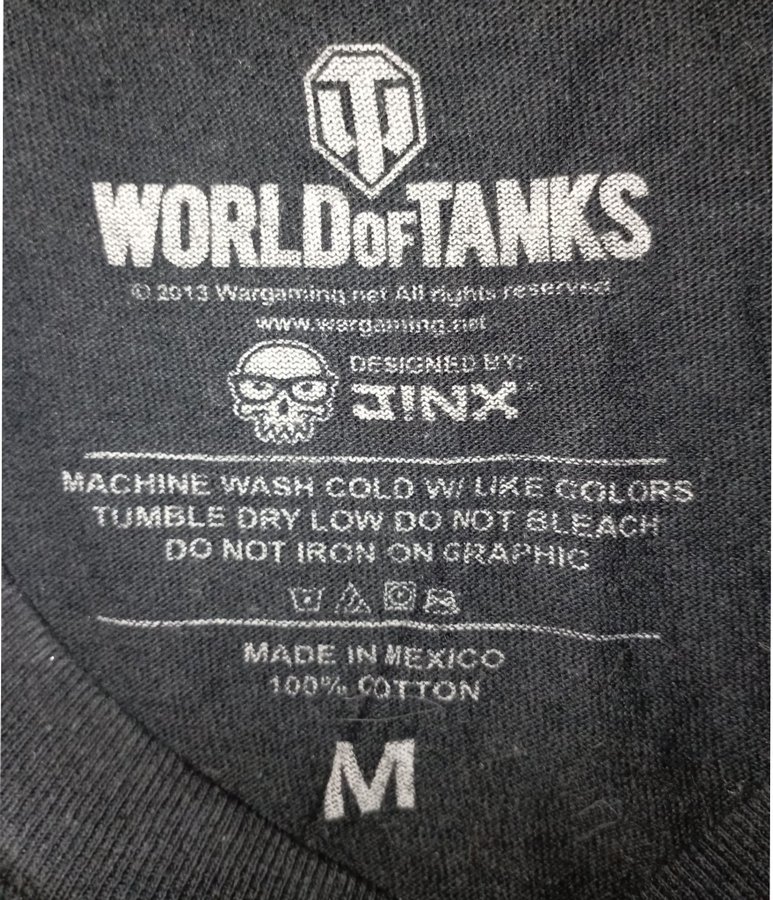 WORLD OF TANKS
© 2013 Wargaming.net All rights reserved
www.wargaming.net
DESIGNED BY:
J!NX
MACHINE WASH COLD W/ LIKE COLORS
TUMBLE DRY LOW DO NOT BLEACH
DO NOT IRON ON GRAPHIC
MADE IN MEXICO
100% COTTON
M